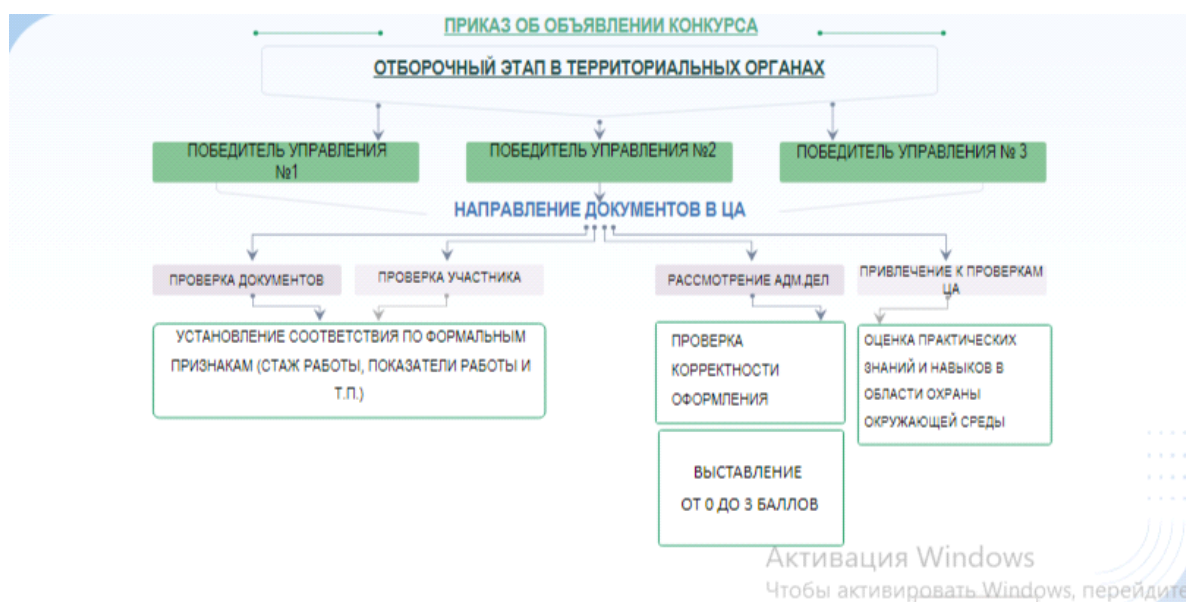 ПРИКАЗ ОБ ОБЪЯВЛЕНИИ КОНКУРСА
ОТБОРОЧНЫЙ ЭТАП В ТЕРРИТОРИАЛЬНЫХ ОРГАНАХ
ПОБЕДИТЕЛЬ УПРАВЛЕНИЯ
№1
ПОБЕДИТЕЛЬ УПРАВЛЕНИЯ №2
ПОБЕДИТЕЛЬ УПРАВЛЕНИЯ № 3
НАПРАВЛЕНИЕ ДОКУМЕНТОВ В ЦА
ПРОВЕРКА ДОКУМЕНТОВ
ПРОВЕРКА УЧАСТНИКА
РАССМОТРЕНИЕ АДМ.ДЕЛ
ПРИВЛЕЧЕНИЕ К ПРОВЕРКАМ
ЦА
УСТАНОВЛЕНИЕ СООТВЕТСТВИЯ ПО ФОРМАЛЬНЫМ
ПРИЗНАКАМ (СТАЖ РАБОТЫ, ПОКАЗАТЕЛИ РАБОТЫ И
Т.П.)
ПРОВЕРКА
КОРРЕКТНОСТИ
ОФОРМЛЕНИЯ
ОЦЕНКА ПРАКТИЧЕСКИХ
ЗНАНИЙ И НАВЫКОВ В
ОБЛАСТИ ОХРАНЫ
ОКРУЖАЮЩЕЙ СРЕДЫ
ВЫСТАВЛЕНИЕ
ОТ 0 ДО 3 БАЛЛОВ
Активация Windows
Чтобы активировать Windows, перейдите